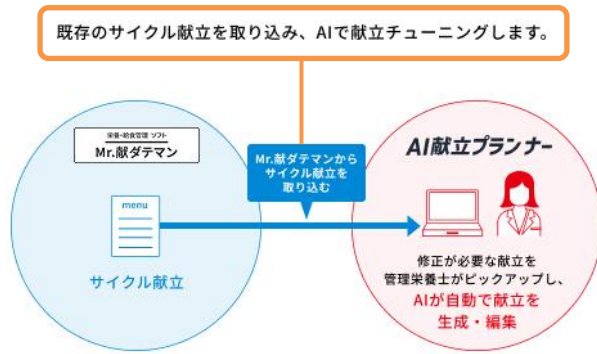 既存のサイクル献立を取り込み、AIで献立チューニングします。
栄養・給食管理 ソフト
Mr.献ダテマン
menu
サイクル献立
Mr.献ダテマンから
サイクル献立を
取り込む
AI献立プランナー
修正が必要な献立を
管理栄養士がピックアップし、
AIが自動で献立を
生成・編集